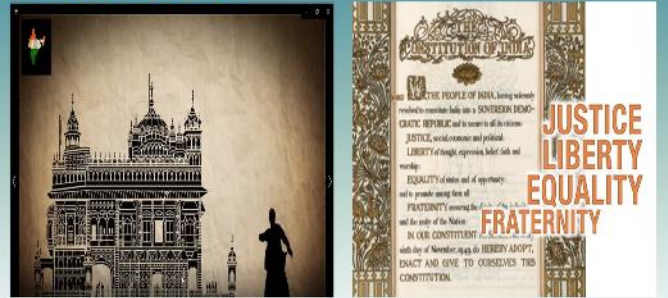 THE
CONSTITUTION OF INDIA
WE, THE PEOPLE OF INDIA, having solemnly
resolved to constitute India into a SOVEREIGN DEMO-
CRATIC REPUBLIC and to secure to all its citizens:
JUSTICE, social, economic and political;
LIBERTY of thought, expression, belief, faith and
worship;
EQUALITY of status and of opportunity;
and to promote among them all
FRATERNITY assuring the
and the unity of the Nation;
IN OUR CONSTITUENT
sixth day of November, 1949, do HEREBY ADOPT,
ENACT AND GIVE TO OURSELVES THIS
CONSTITUTION.
JUSTICE
LIBERTY
EQUALITY
FRATERNITY